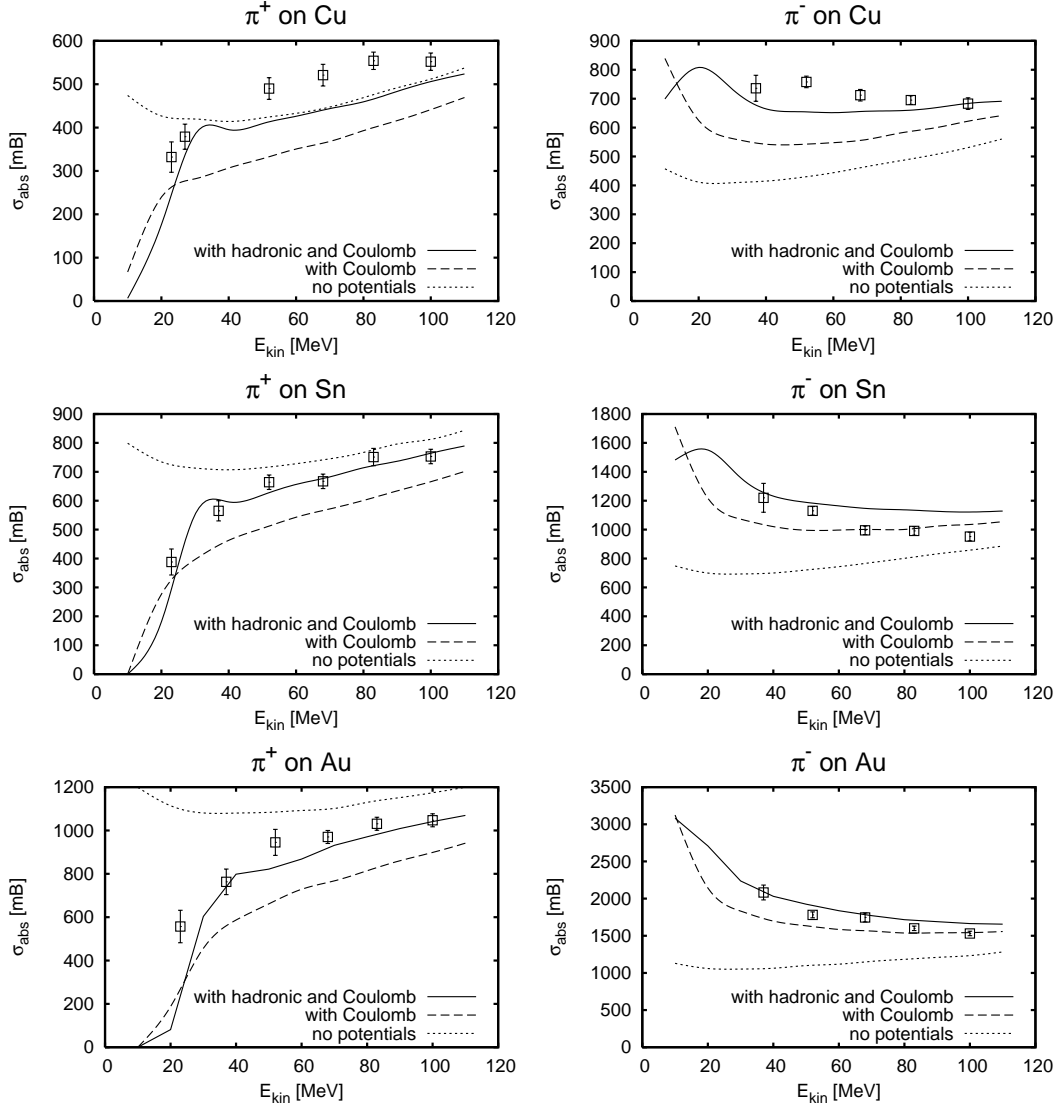 π+ on Cu
600
500
400
300
200
100
0
σabs [mB]
with hadronic and Coulomb
with Coulomb
no potentials
0 20 40 60 80 100 120
Ekin [MeV]
π- on Cu
900
800
700
600
500
400
300
200
100
0
σabs [mB]
with hadronic and Coulomb
with Coulomb
no potentials
0 20 40 60 80 100 120
Ekin [MeV]
π+ on Sn
900
800
700
600
500
400
300
200
100
0
σabs [mB]
with hadronic and Coulomb
with Coulomb
no potentials
0 20 40 60 80 100 120
Ekin [MeV]
π- on Sn
1800
1600
1400
1200
1000
800
600
400
200
0
σabs [mB]
with hadronic and Coulomb
with Coulomb
no potentials
0 20 40 60 80 100 120
Ekin [MeV]
π+ on Au
1200
1000
800
600
400
200
0
σabs [mB]
with hadronic and Coulomb
with Coulomb
no potentials
0 20 40 60 80 100 120
Ekin [MeV]
π- on Au
3500
3000
2500
2000
1500
1000
500
0
σabs [mB]
with hadronic and Coulomb
with Coulomb
no potentials
0 20 40 60 80 100 120
Ekin [MeV]